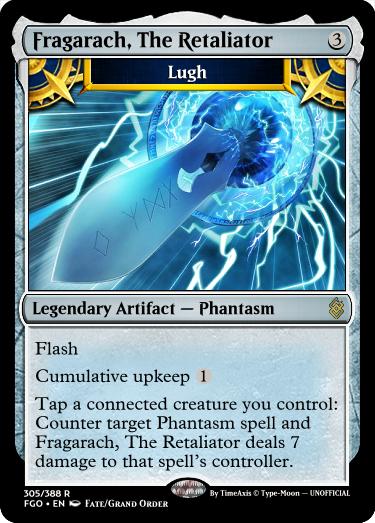 Fragarach, The Retaliator 3
Lugh
Legendary Artifact — Phantasm
Flash
Cumulative upkeep 1
Tap a connected creature you control:
Counter target Phantasm spell and
Fragarach, The Retaliator deals 7
damage to that spell's controller.
305/388 R
FGO • EN Fate/Grand Order
By TimeAxis © Type-Moon — UNOFFICIAL